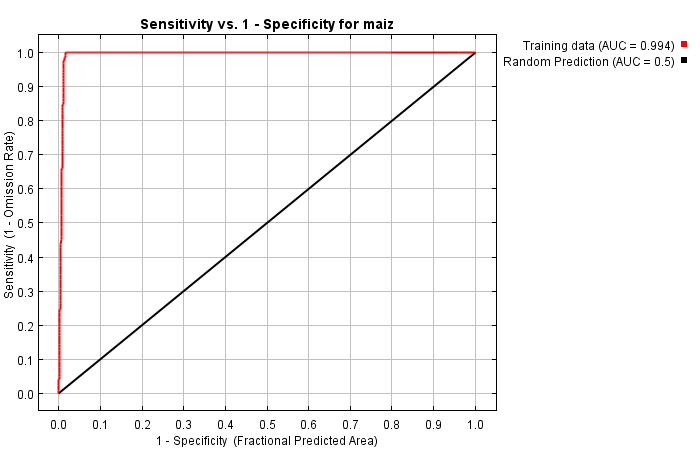 Sensitivity vs. 1 - Specificity for maiz
Training data (AUC = 0.994)
Random Prediction (AUC = 0.5)
Sensitivity (1 - Omission Rate)
1.0
0.9
0.8
0.7
0.6
0.5
0.4
0.3
0.2
0.1
0.0
0.0 0.1 0.2 0.3 0.4 0.5 0.6 0.7 0.8 0.9 1.0
1 - Specificity (Fractional Predicted Area)